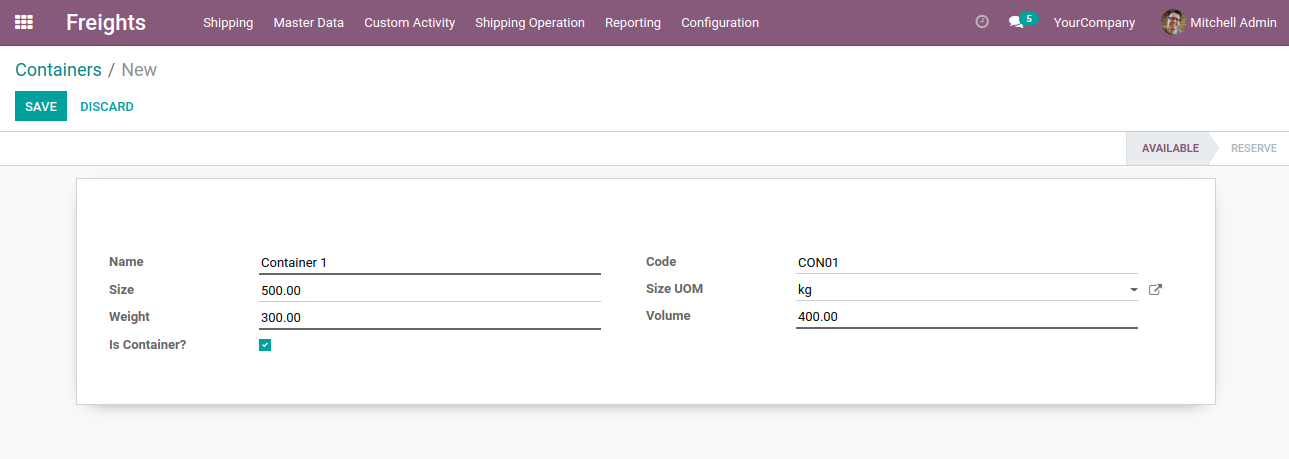 Freights Shipping Master Data Custom Activity Shipping Operation Reporting Configuration 5 YourCompany Mitchell Admin
Containers / New
SAVE DISCARD
AVAILABLE RESERVE
Name Container 1 Code CON01
Size 500.00 Size UOM kg
Weight 300.00 Volume 400.00
Is Container?